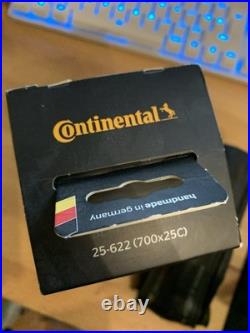 Continental
handmade in germany
25-622 (700x25C)